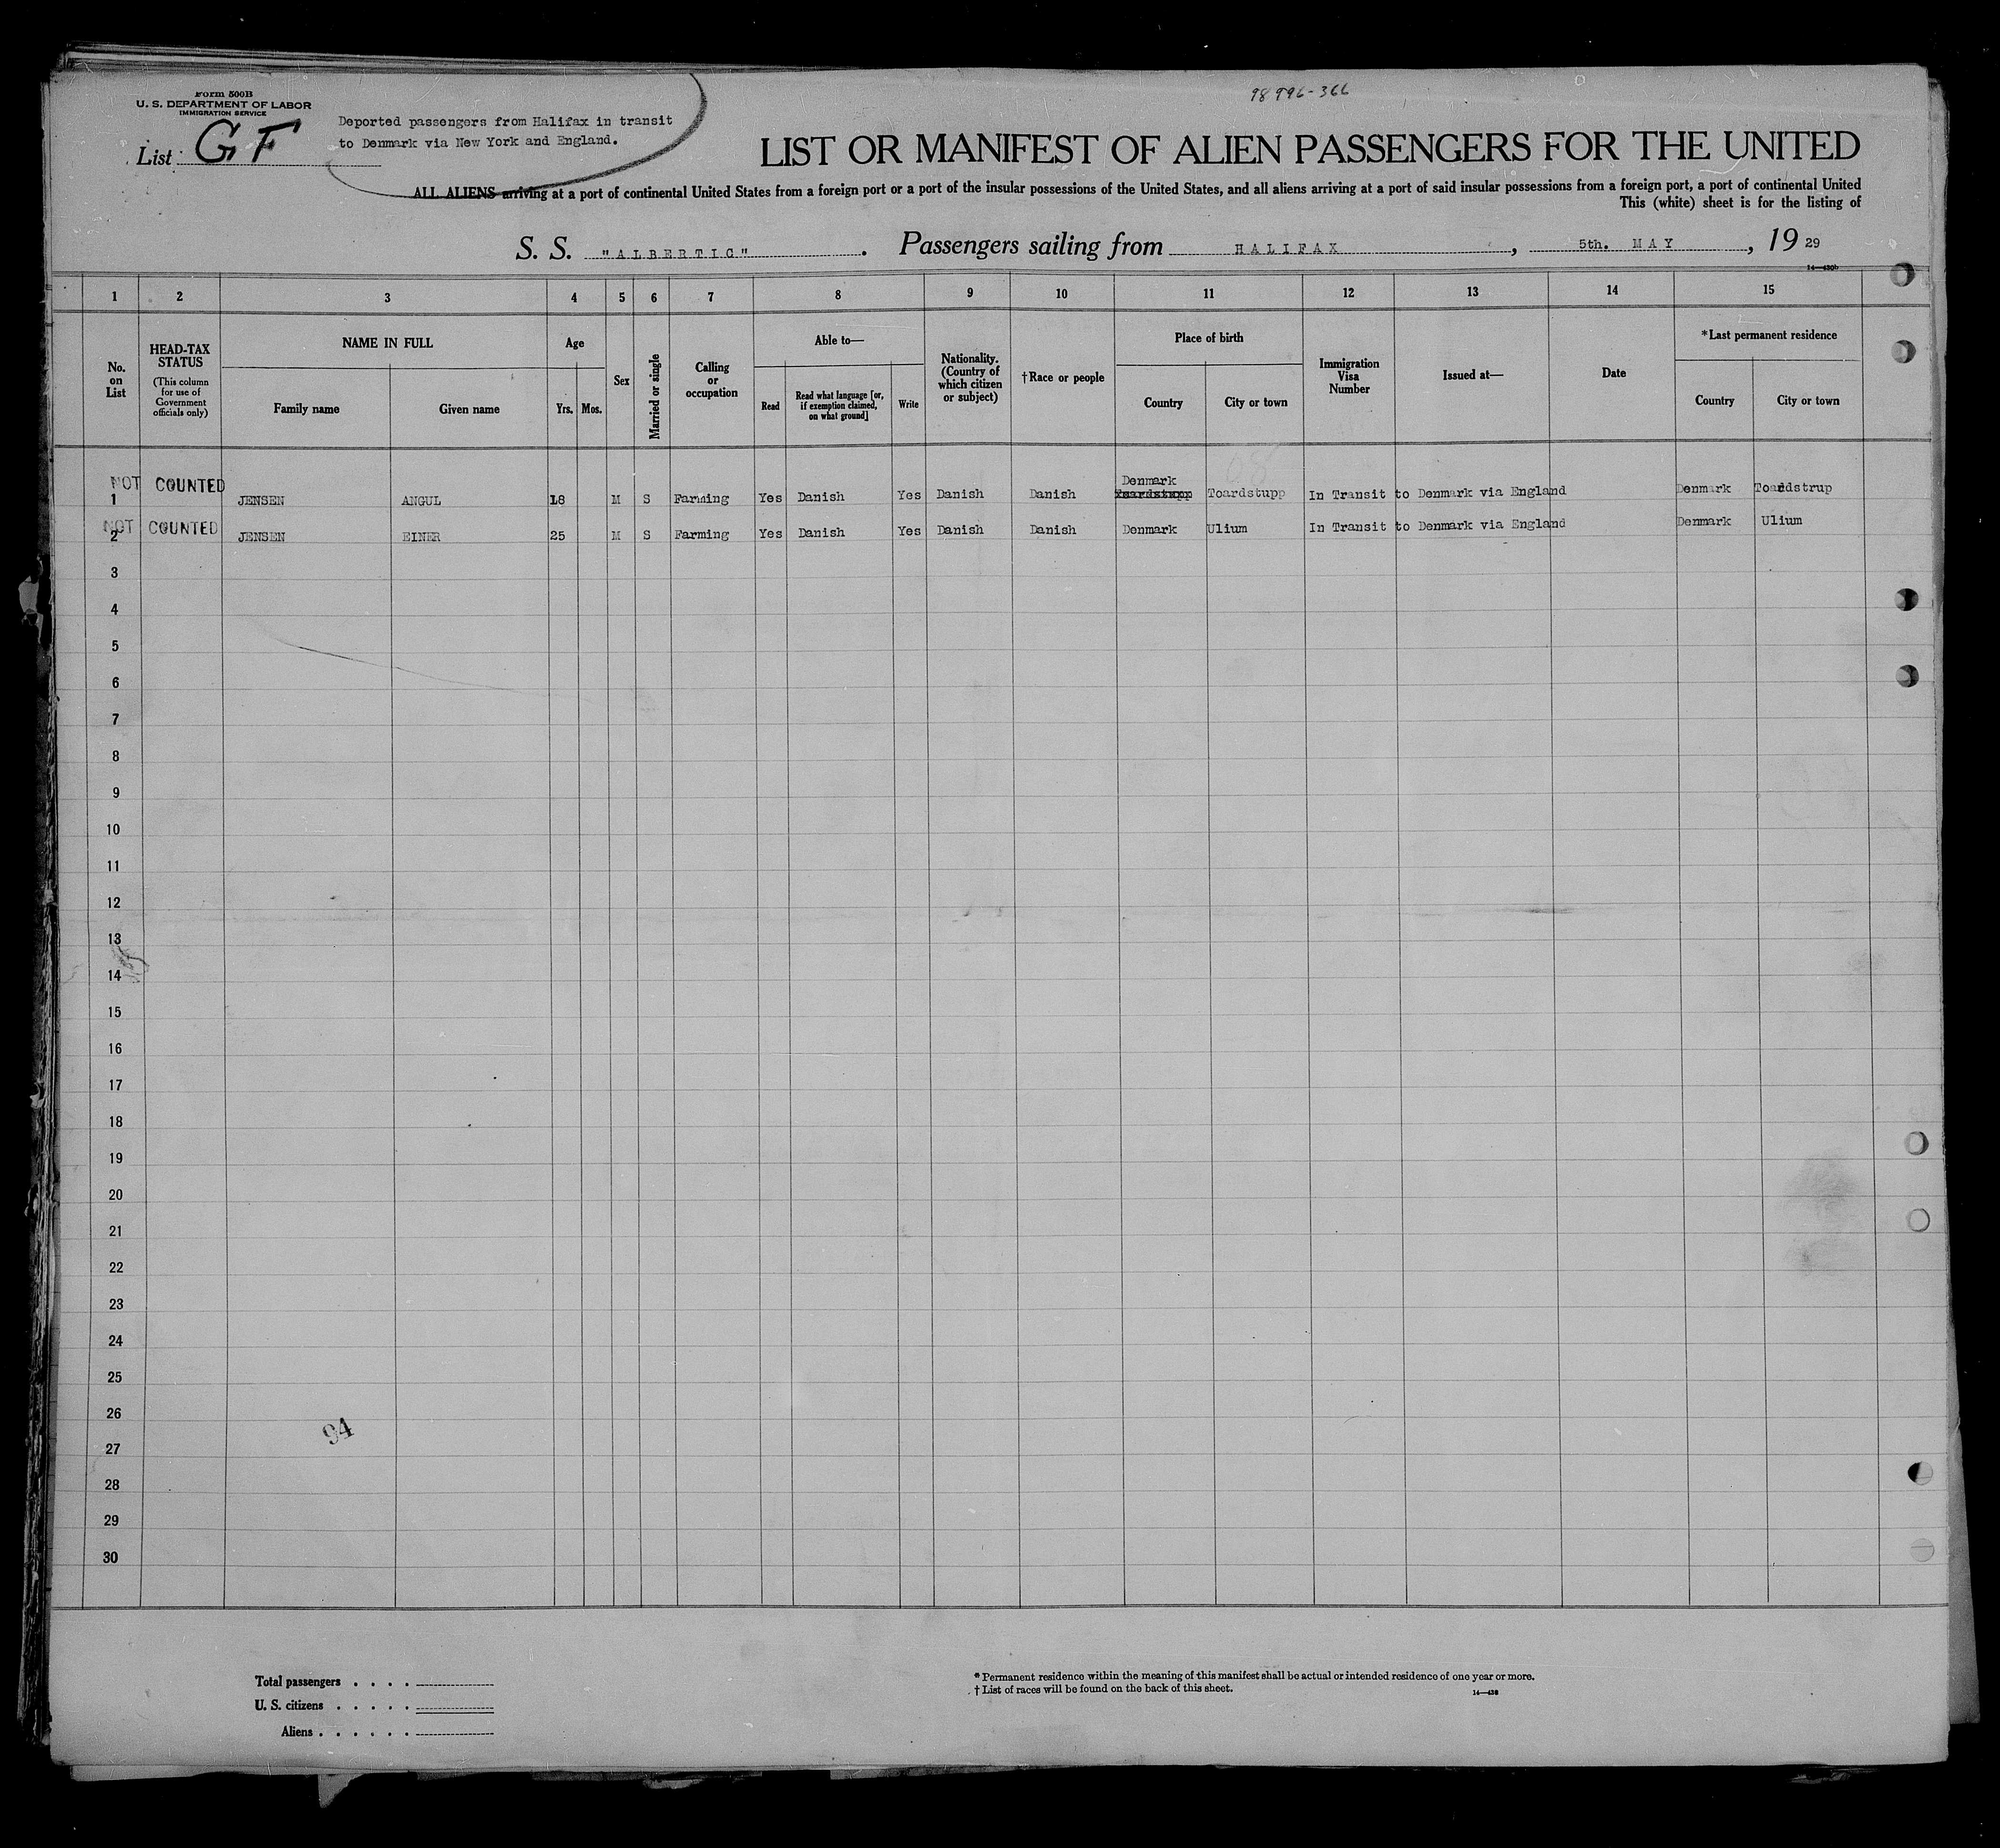 98996-366
Form 500B
U. S. DEPARTMENT OF LABOR
IMMIGRATION SERVICE
List GF
Deported passengers from Halifax in transit
to Denmark via New York and England.
LIST OR MANIFEST OF ALIEN PASSENGERS FOR THE UNITED
ALL ALIENS arriving at a port of continental United States from a foreign port or a port of the insular possessions of the United States, and all aliens arriving at a port of said insular possessions from a foreign port, a port of continental United
This (white) sheet is for the listing of
S. S. "ALBERTIC". Passengers sailing from HALIFAX, 5th. MAY, 19 29
14—430b
1 2 3 4 5 6 7 8 9 10 11 12 13 14 15
No. on List
HEAD-TAX STATUS
(This column for use of Government officials only)
NAME IN FULL
Family name
Given name
Age
Yrs.
Mos.
Sex
Married or single
Calling or occupation
Able to—
Read
Read what language [or, if exemption claimed, on what ground]
Write
Nationality. (Country of which citizen or subject)
†Race or people
Place of birth
Country
City or town
Immigration Visa Number
Issued at—
Date
*Last permanent residence
Country
City or town
NOT COUNTED
Denmark
1 JENSEN ANGUL 18 M S Farming Yes Danish Yes Danish Danish Toardstupp In Transit to Denmark via England Denmark Toardstrup
NOT COUNTED
2 JENSEN EINER 25 M S Farming Yes Danish Yes Danish Danish Denmark Ulium In Transit to Denmark via England Denmark Ulium
3
4
5
6
7
8
9
10
11
12
13
14
15
16
17
18
19
20
21
22
23
24
25
26
94
27
28
29
30
Total passengers . . . .
U. S. citizens . . . . .
Aliens . . . . . .
* Permanent residence within the meaning of this manifest shall be actual or intended residence of one year or more.
† List of races will be found on the back of this sheet.
14—430